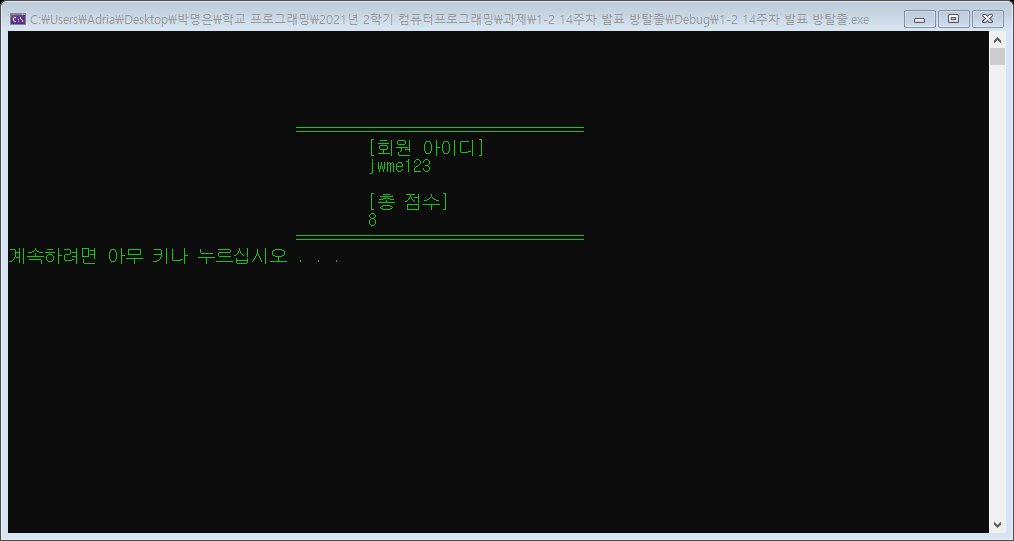 C:\Users\Adria\Desktop\박명은\학교 프로그래밍\2021년 2학기 컴퓨터프로그래밍\과제\1-2 14주차 발표 방탈출\Debug\1-2 14주차 발표 방탈출.exe
[회원 아이디]
jwme123
[총 점수]
8
계속하려면 아무 키나 누르십시오 . . .